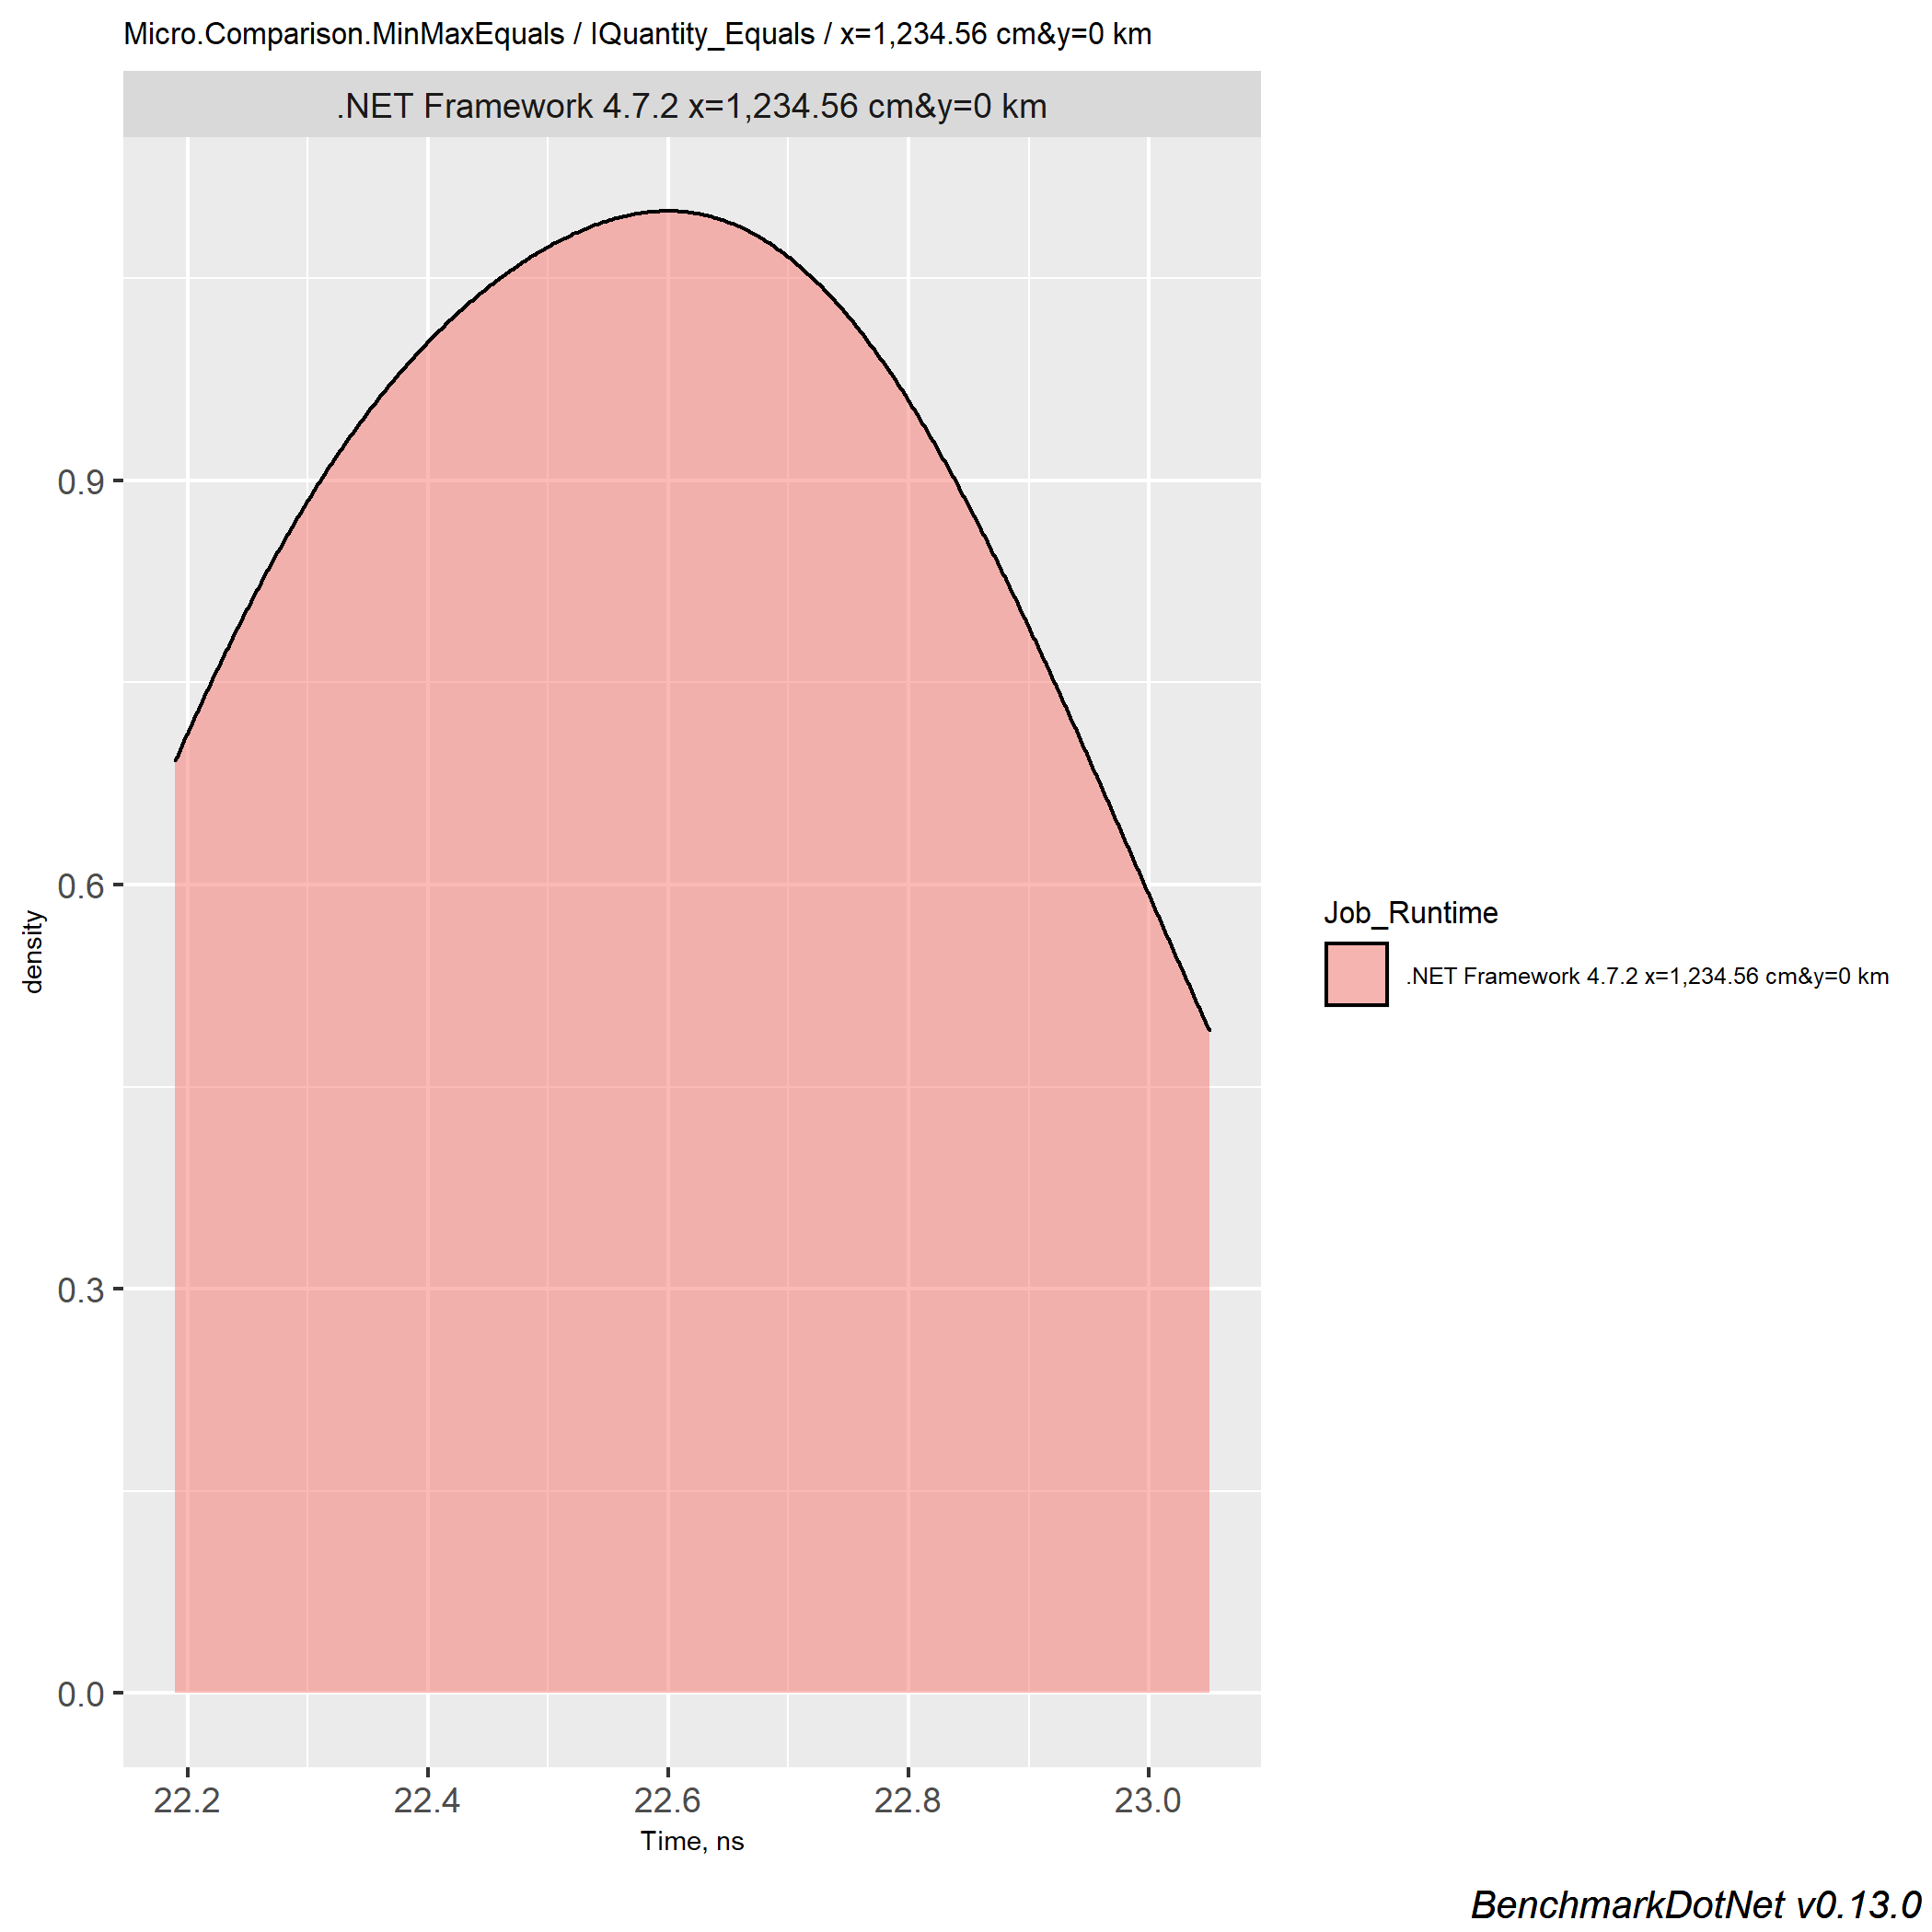 Micro.Comparison.MinMaxEquals / IQuantity_Equals / x=1,234.56 cm&y=0 km
.NET Framework 4.7.2 x=1,234.56 cm&y=0 km
0.9
0.6
0.3
0.0
density
22.2 22.4 22.6 22.8 23.0
Time, ns
Job_Runtime
.NET Framework 4.7.2 x=1,234.56 cm&y=0 km
BenchmarkDotNet v0.13.0